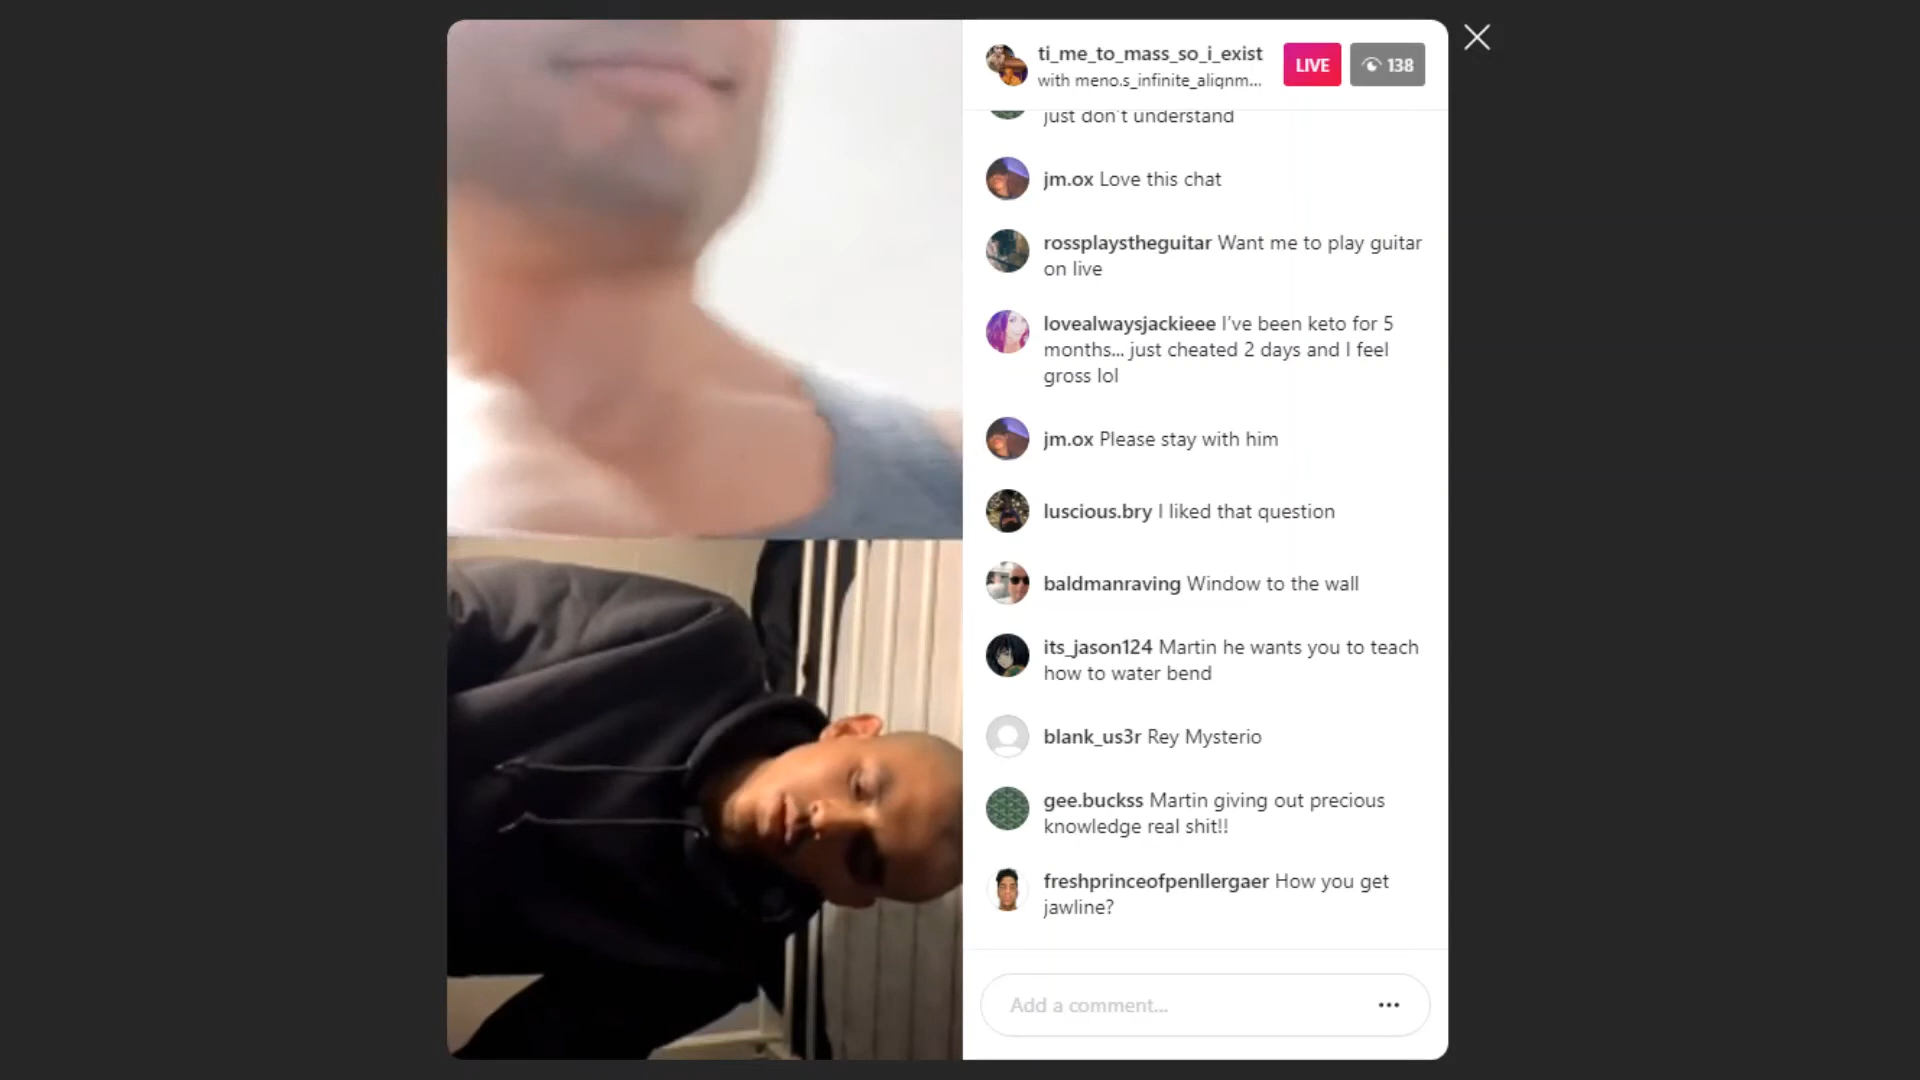 ti_me_to_mass_so_i_exist
with meno.s_infinite_alignm...
LIVE
138
just don't understand
jm.ox Love this chat
rossplaystheguitar Want me to play guitar
on live
lovealwaysjackieee I've been keto for 5
months... just cheated 2 days and I feel
gross lol
jm.ox Please stay with him
luscious.bry I liked that question
baldmanraving Window to the wall
its_jason124 Martin he wants you to teach
how to water bend
blank_us3r Rey Mysterio
gee.buckss Martin giving out precious
knowledge real shit!!
freshprinceofpenllergaer How you get
jawline?
Add a comment...